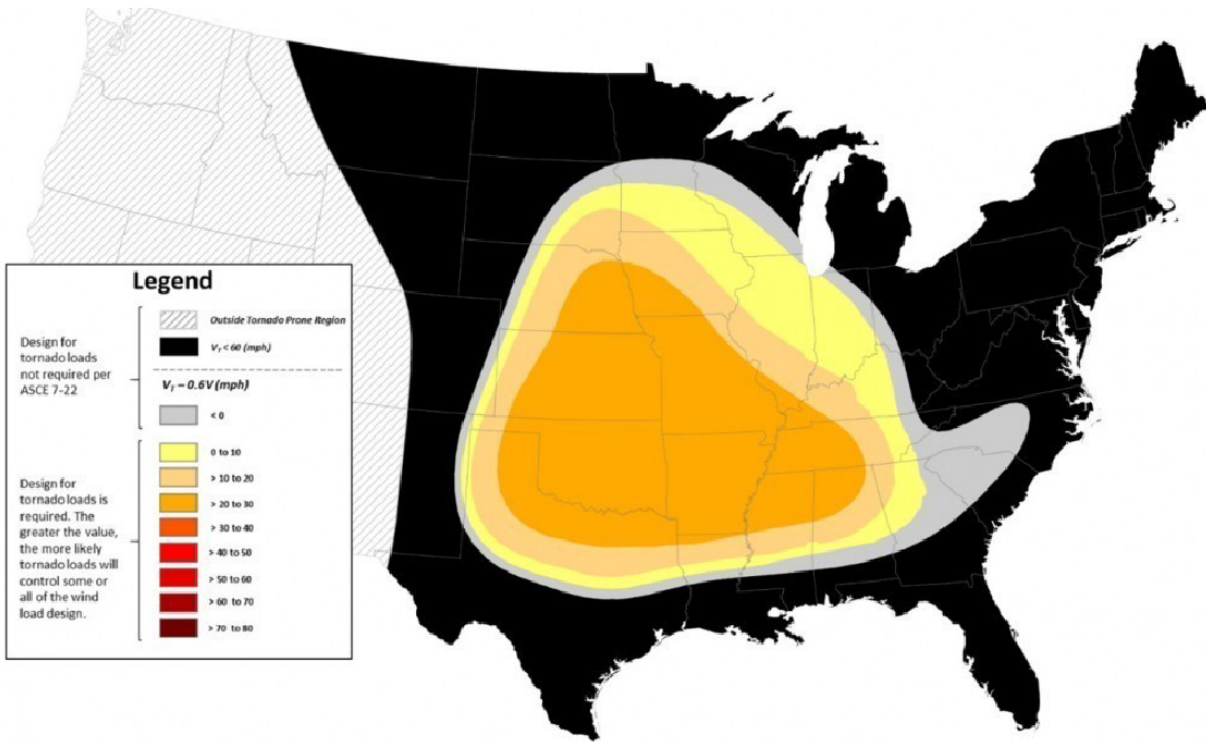 Legend
Design for
tornado loads
not required per
ASCE 7-22
Outside Tornado Prone Region
V_T < 60 (mph)
V_T = 0.6V (mph)
< 0
Design for
tornado loads is
required. The
greater the value,
the more likely
tornado loads will
control some or
all of the wind
load design.
0 to 10
> 10 to 20
> 20 to 30
> 30 to 40
> 40 to 50
> 50 to 60
> 60 to 70
> 70 to 80